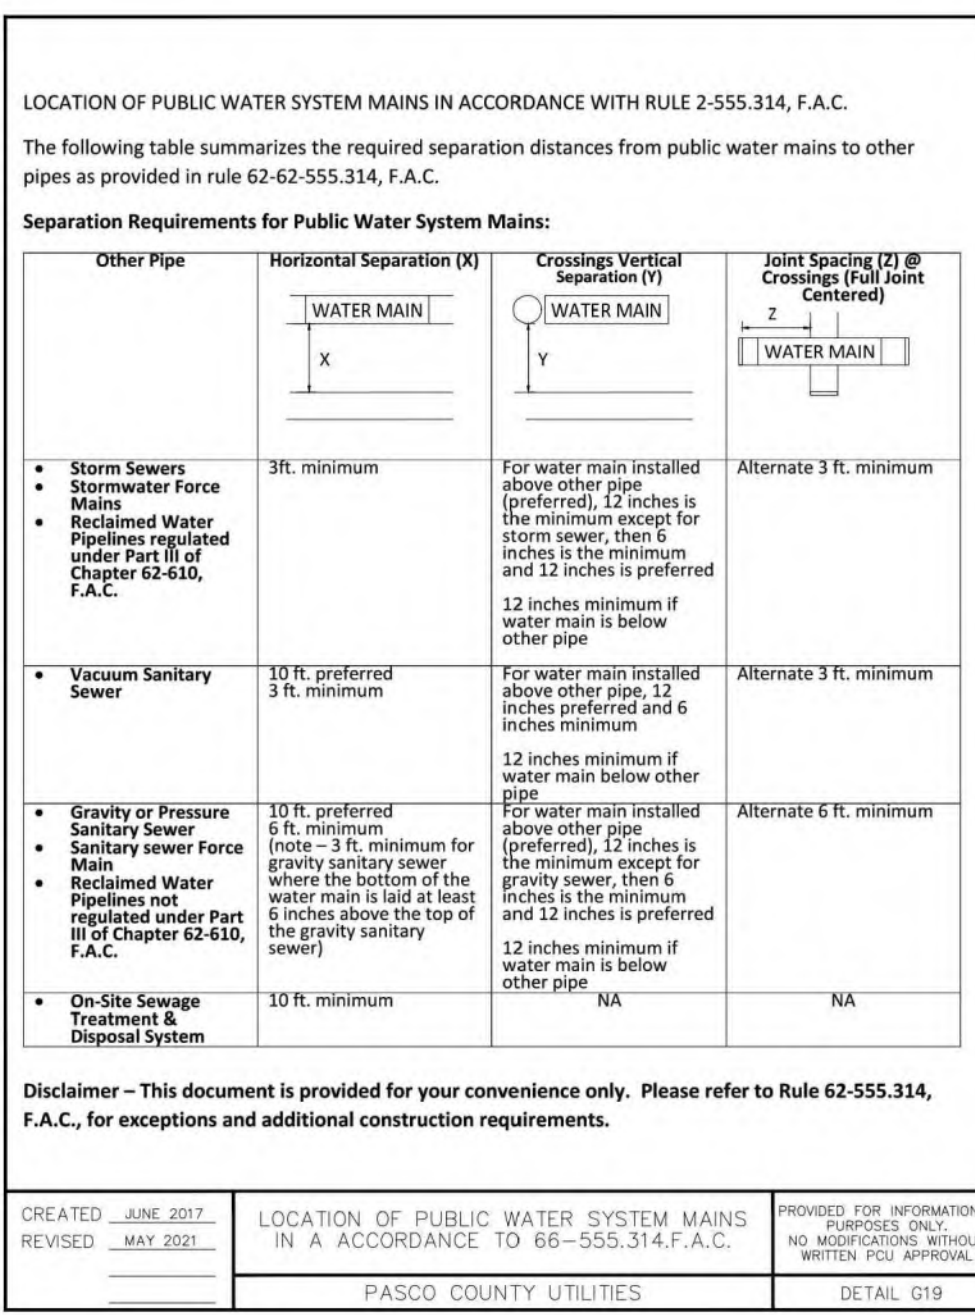 LOCATION OF PUBLIC WATER SYSTEM MAINS IN ACCORDANCE WITH RULE 2-555.314, F.A.C.
The following table summarizes the required separation distances from public water mains to other
pipes as provided in rule 62-62-555.314, F.A.C.
Separation Requirements for Public Water System Mains:
Other Pipe
Horizontal Separation (X)
WATER MAIN
X
Crossings Vertical
Separation (Y)
WATER MAIN
Y
Joint Spacing (Z) @
Crossings (Full Joint
Centered)
Z
WATER MAIN
• Storm Sewers
• Stormwater Force
Mains
• Reclaimed Water
Pipelines regulated
under Part III of
Chapter 62-610,
F.A.C.
3ft. minimum
For water main installed
above other pipe
(preferred), 12 inches is
the minimum except for
storm sewer, then 6
inches is the minimum
and 12 inches is preferred
12 inches minimum if
water main is below
other pipe
Alternate 3 ft. minimum
• Vacuum Sanitary
Sewer
10 ft. preferred
3 ft. minimum
For water main installed
above other pipe, 12
inches preferred and 6
inches minimum
12 inches minimum if
water main below other
pipe
Alternate 3 ft. minimum
• Gravity or Pressure
Sanitary Sewer
• Sanitary sewer Force
Main
• Reclaimed Water
Pipelines not
regulated under Part
III of Chapter 62-610,
F.A.C.
10 ft. preferred
6 ft. minimum
(note – 3 ft. minimum for
gravity sanitary sewer
where the bottom of the
water main is laid at least
6 inches above the top of
the gravity sanitary
sewer)
For water main installed
above other pipe
(preferred), 12 inches is
the minimum except for
gravity sewer, then 6
inches is the minimum
and 12 inches is preferred
12 inches minimum if
water main is below
other pipe
Alternate 6 ft. minimum
• On-Site Sewage
Treatment &
Disposal System
10 ft. minimum
NA
NA
Disclaimer – This document is provided for your convenience only. Please refer to Rule 62-555.314,
F.A.C., for exceptions and additional construction requirements.
CREATED JUNE 2017
REVISED MAY 2021
LOCATION OF PUBLIC WATER SYSTEM MAINS
IN A ACCORDANCE TO 66-555.314.F.A.C.
PASCO COUNTY UTILITIES
PROVIDED FOR INFORMATION
PURPOSES ONLY.
NO MODIFICATIONS WITHOU
WRITTEN PCU APPROVAL
DETAIL G19